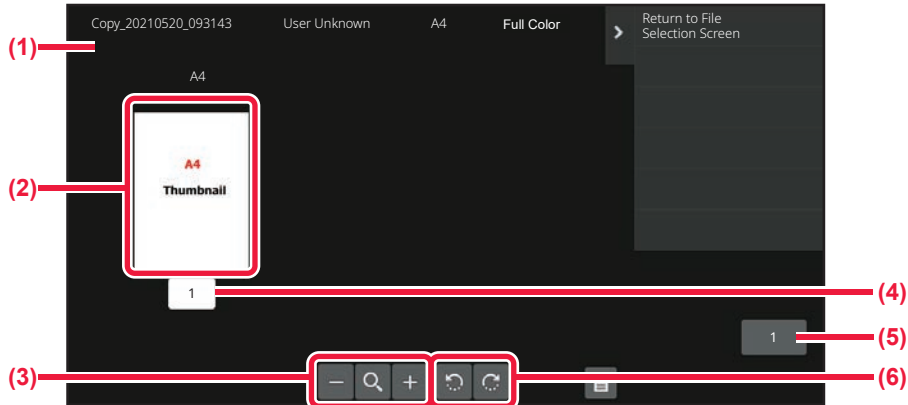 Copy_20210520_093143 User Unknown A4 Full Color Return to File
Selection Screen
(1)
A4
A4
Thumbnail
(2)
1
(4)
1
(5)
(3)
(6)